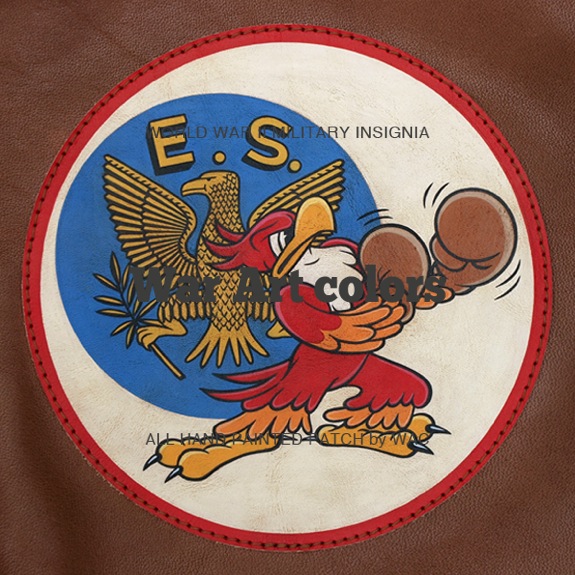 WORLD WAR II MILITARY INSIGNIA
E. S.
War Art colors
ALL HAND PAINTED PATCH by WAC